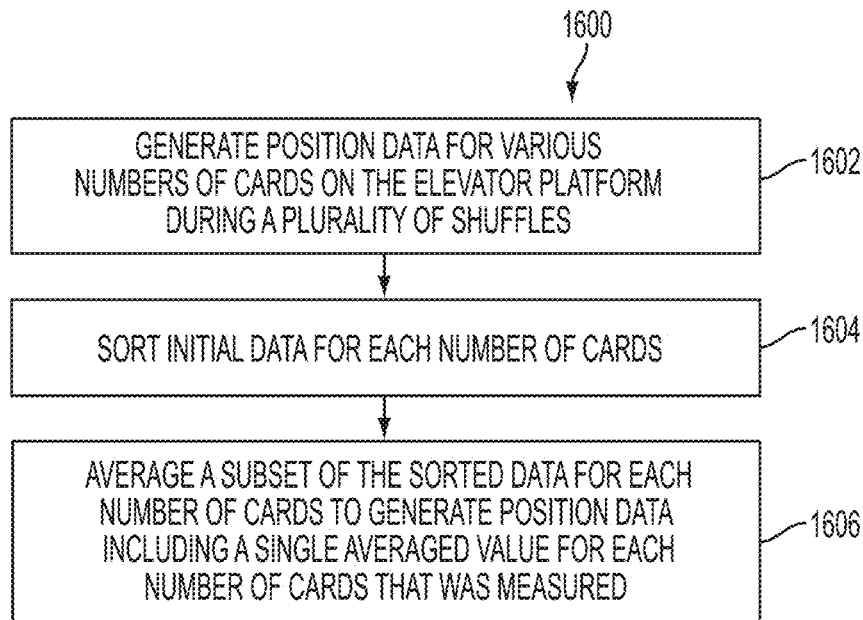 1600
GENERATE POSITION DATA FOR VARIOUS
NUMBERS OF CARDS ON THE ELEVATOR PLATFORM
DURING A PLURALITY OF SHUFFLES
1602
SORT INITIAL DATA FOR EACH NUMBER OF CARDS
1604
AVERAGE A SUBSET OF THE SORTED DATA FOR EACH
NUMBER OF CARDS TO GENERATE POSITION DATA
INCLUDING A SINGLE AVERAGED VALUE FOR EACH
NUMBER OF CARDS THAT WAS MEASURED
1606